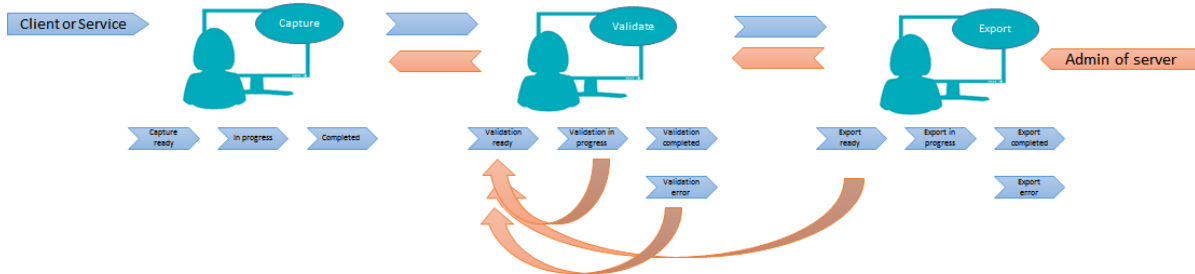 Client or Service
Capture
Validate
Export
Admin of server
Capture
ready
In progress
Completed
Validation
ready
Validation in
progress
Validation
completed
Export
ready
Export in
progress
Export
completed
Validation
error
Export
error